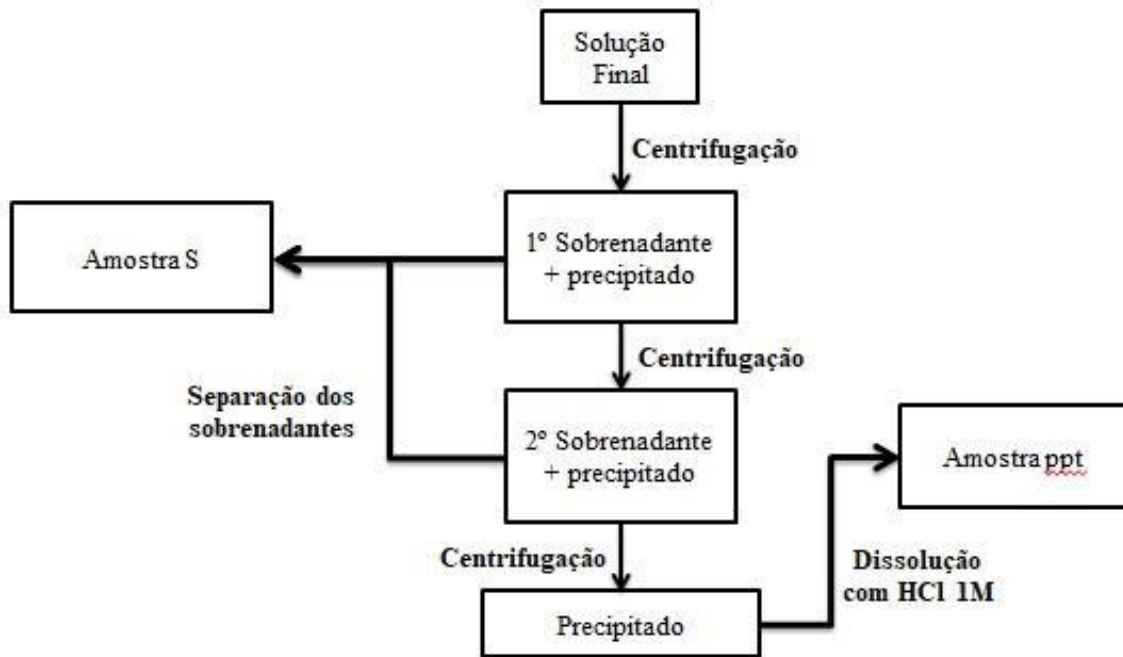 Solução
Final
Centrifugação
1º Sobrenadante
+ precipitado
Amostra S
Centrifugação
Separação dos
sobrenadantes
2º Sobrenadante
+ precipitado
Amostra ppt
Centrifugação
Dissolução
com HCl 1M
Precipitado